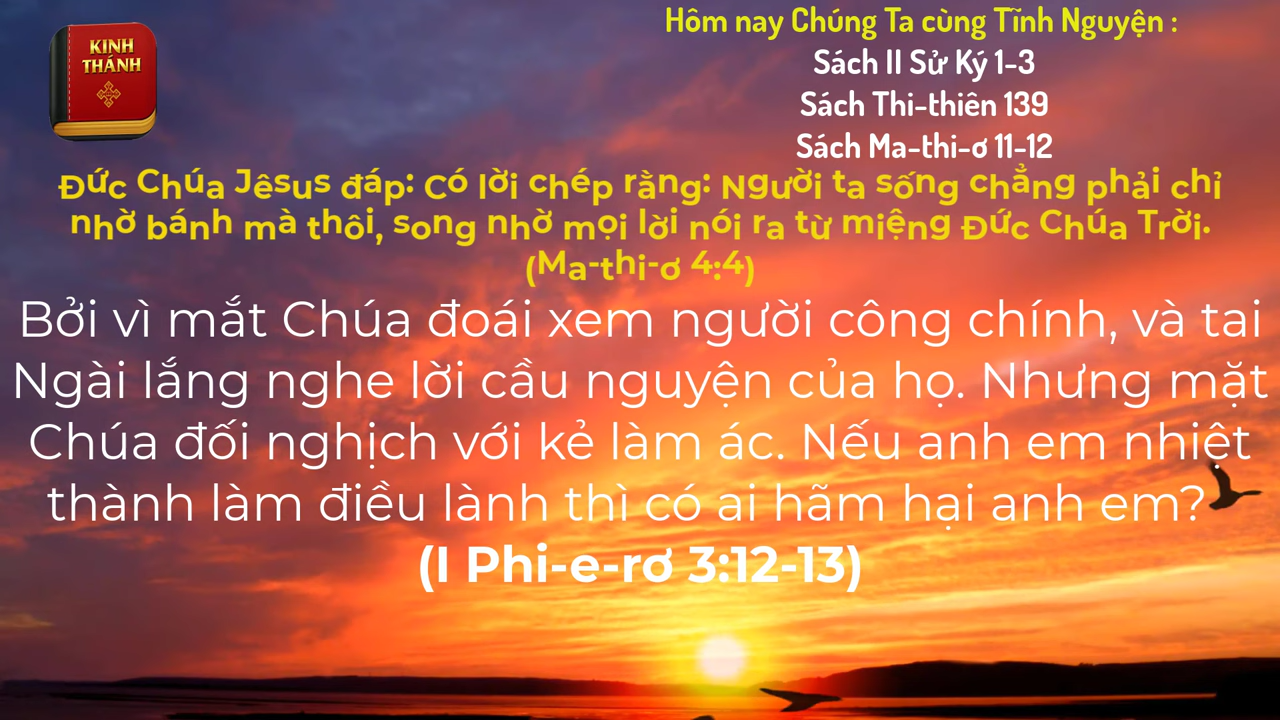 KINH
THÁNH
Hôm nay Chúng Ta cùng Tĩnh Nguyện :
Sách II Sử Ký 1-3
Sách Thi-thiên 139
Sách Ma-thi-ơ 11-12
Đức Chúa Jêsus đáp: Có lời chép rằng: Người ta sống chẳng phải chỉ
nhờ bánh mà thôi, song nhờ mọi lời nói ra từ miệng Đức Chúa Trời.
(Ma-thi-ơ 4:4)
Bởi vì mắt Chúa đoái xem người công chính, và tai
Ngài lắng nghe lời cầu nguyện của họ. Nhưng mặt
Chúa đối nghịch với kẻ làm ác. Nếu anh em nhiệt
thành làm điều lành thì có ai hãm hại anh em?
(I Phi-e-rơ 3:12-13)